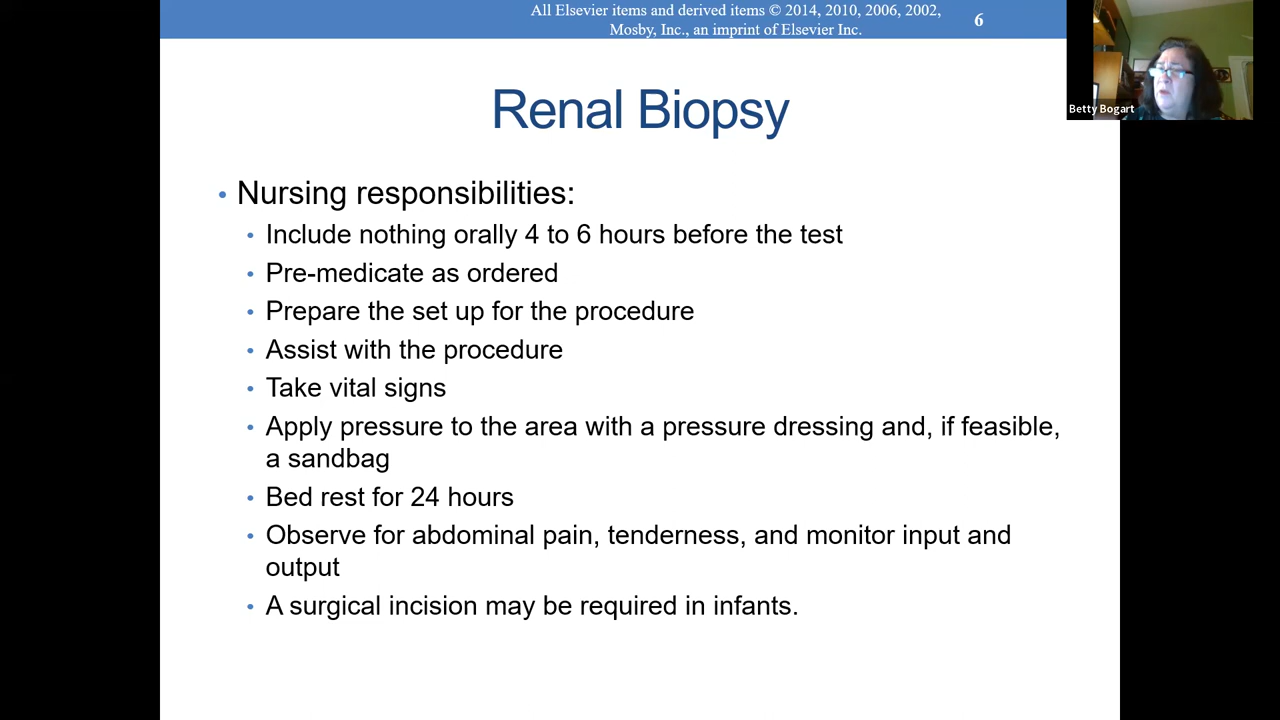 All Elsevier items and derived items © 2014, 2010, 2006, 2002,
Mosby, Inc., an imprint of Elsevier Inc.
6
Betty Bogart
Renal Biopsy
• Nursing responsibilities:
• Include nothing orally 4 to 6 hours before the test
• Pre-medicate as ordered
• Prepare the set up for the procedure
• Assist with the procedure
• Take vital signs
• Apply pressure to the area with a pressure dressing and, if feasible,
a sandbag
• Bed rest for 24 hours
• Observe for abdominal pain, tenderness, and monitor input and
output
• A surgical incision may be required in infants.